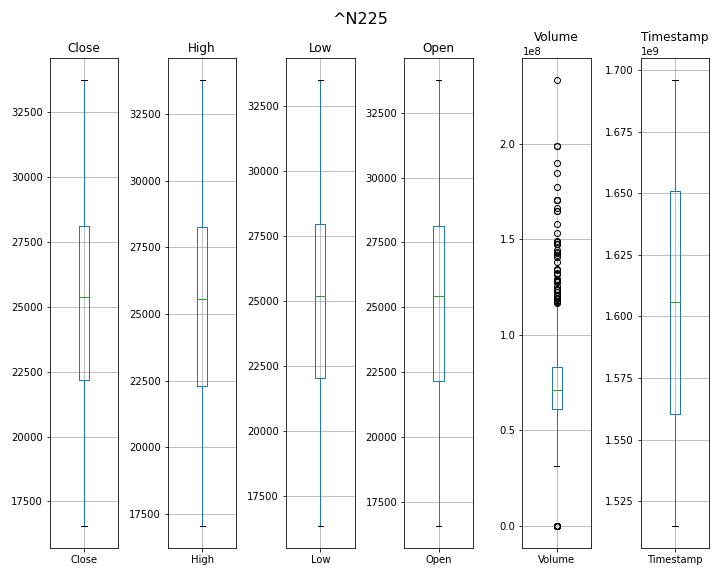 ^N225
Close
32500
30000
27500
25000
22500
20000
17500
Close
High
32500
30000
27500
25000
22500
20000
17500
High
Low
32500
30000
27500
25000
22500
20000
17500
Low
Open
32500
30000
27500
25000
22500
20000
17500
Open
Volume
1e8
2.0
1.5
1.0
0.5
0.0
Volume
Timestamp
1e9
1.700
1.675
1.650
1.625
1.600
1.575
1.550
1.525
Timestamp